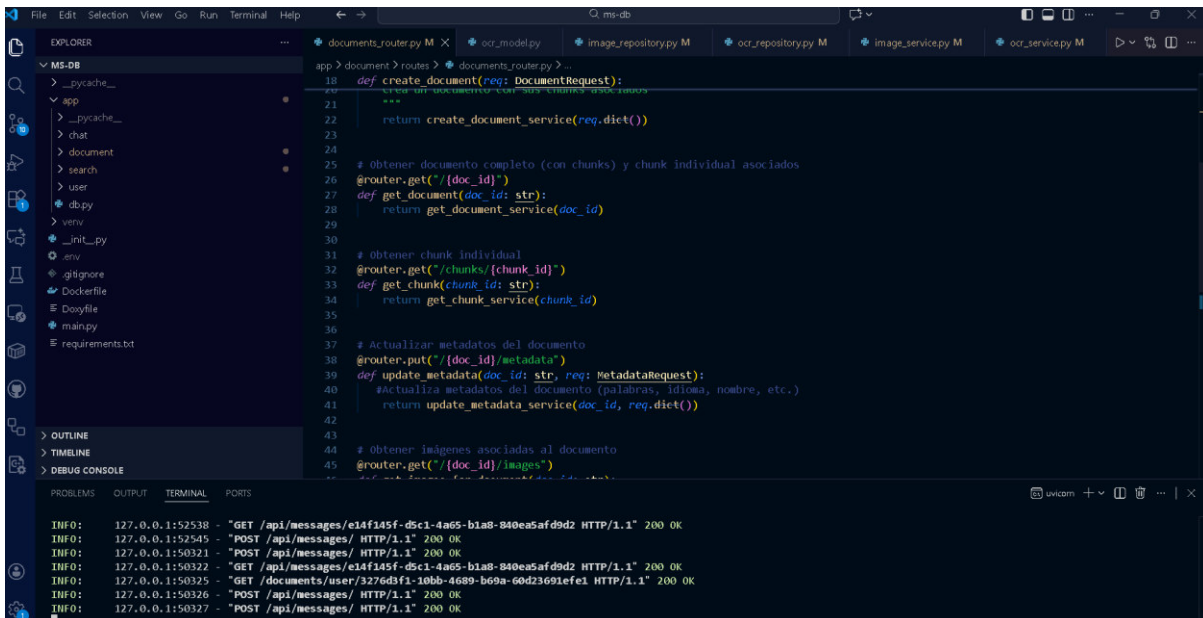 File Edit Selection View Go Run Terminal Help
ms-db
EXPLORER
MS-DB
__pycache__
app
__pycache__
chat
document
search
user
db.py
venv
__init__.py
.env
.gitignore
Dockerfile
Doxyfile
main.py
requirements.txt
OUTLINE
TIMELINE
DEBUG CONSOLE
documents_router.py M ocr_model.py image_repository.py M ocr_repository.py M image_service.py M ocr_service.py M
app > document > routes > documents_router.py > ...
18 def create_document(req: DocumentRequest):
20 Crea un documento con sus chunks asociados
21 """
22 return create_document_service(req.dict())
23
24
25 # Obtener documento completo (con chunks) y chunk individual asociados
26 @router.get("/{doc_id}")
27 def get_document(doc_id: str):
28 return get_document_service(doc_id)
29
30
31 # Obtener chunk individual
32 @router.get("/chunks/{chunk_id}")
33 def get_chunk(chunk_id: str):
34 return get_chunk_service(chunk_id)
35
36
37 # Actualizar metadatos del documento
38 @router.put("/{doc_id}/metadata")
39 def update_metadata(doc_id: str, req: MetadataRequest):
40 #Actualiza metadatos del documento (palabras, idioma, nombre, etc.)
41 return update_metadata_service(doc_id, req.dict())
42
43
44 # Obtener imágenes asociadas al documento
45 @router.get("/{doc_id}/images")
PROBLEMS OUTPUT TERMINAL PORTS
uvicorn
INFO: 127.0.0.1:52538 - "GET /api/messages/e14f145f-d5c1-4a65-b1a8-840ea5afd9d2 HTTP/1.1" 200 OK
INFO: 127.0.0.1:52545 - "POST /api/messages/ HTTP/1.1" 200 OK
INFO: 127.0.0.1:50321 - "POST /api/messages/ HTTP/1.1" 200 OK
INFO: 127.0.0.1:50322 - "GET /api/messages/e14f145f-d5c1-4a65-b1a8-840ea5afd9d2 HTTP/1.1" 200 OK
INFO: 127.0.0.1:50325 - "GET /documents/user/3276d3f1-10bb-4689-b69a-60d23691efe1 HTTP/1.1" 200 OK
INFO: 127.0.0.1:50326 - "POST /api/messages/ HTTP/1.1" 200 OK
INFO: 127.0.0.1:50327 - "POST /api/messages/ HTTP/1.1" 200 OK